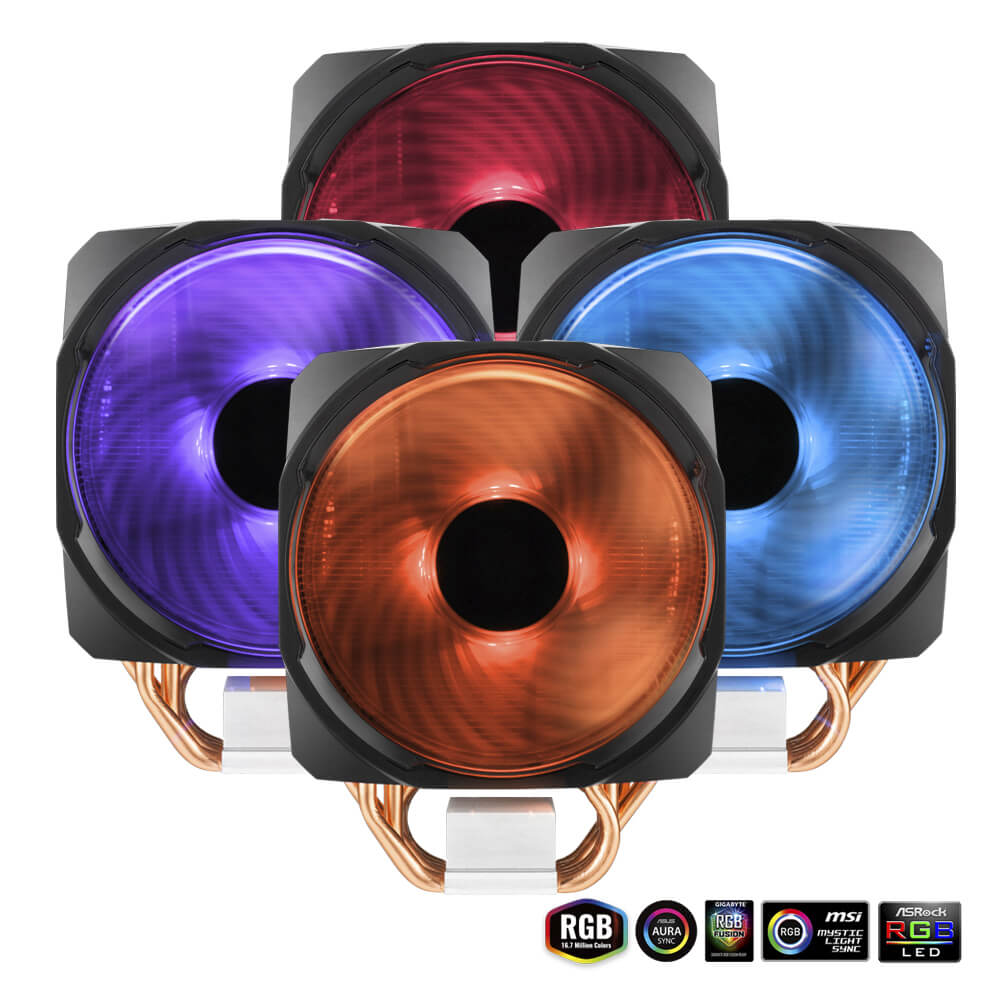 RGB
16.7 Million Colors
ASUS
AURA
SYNC
GIGABYTE
RGB
FUSION
RGB
msi
MYSTIC
LIGHT
SYNC
ASRock
RGB
LED